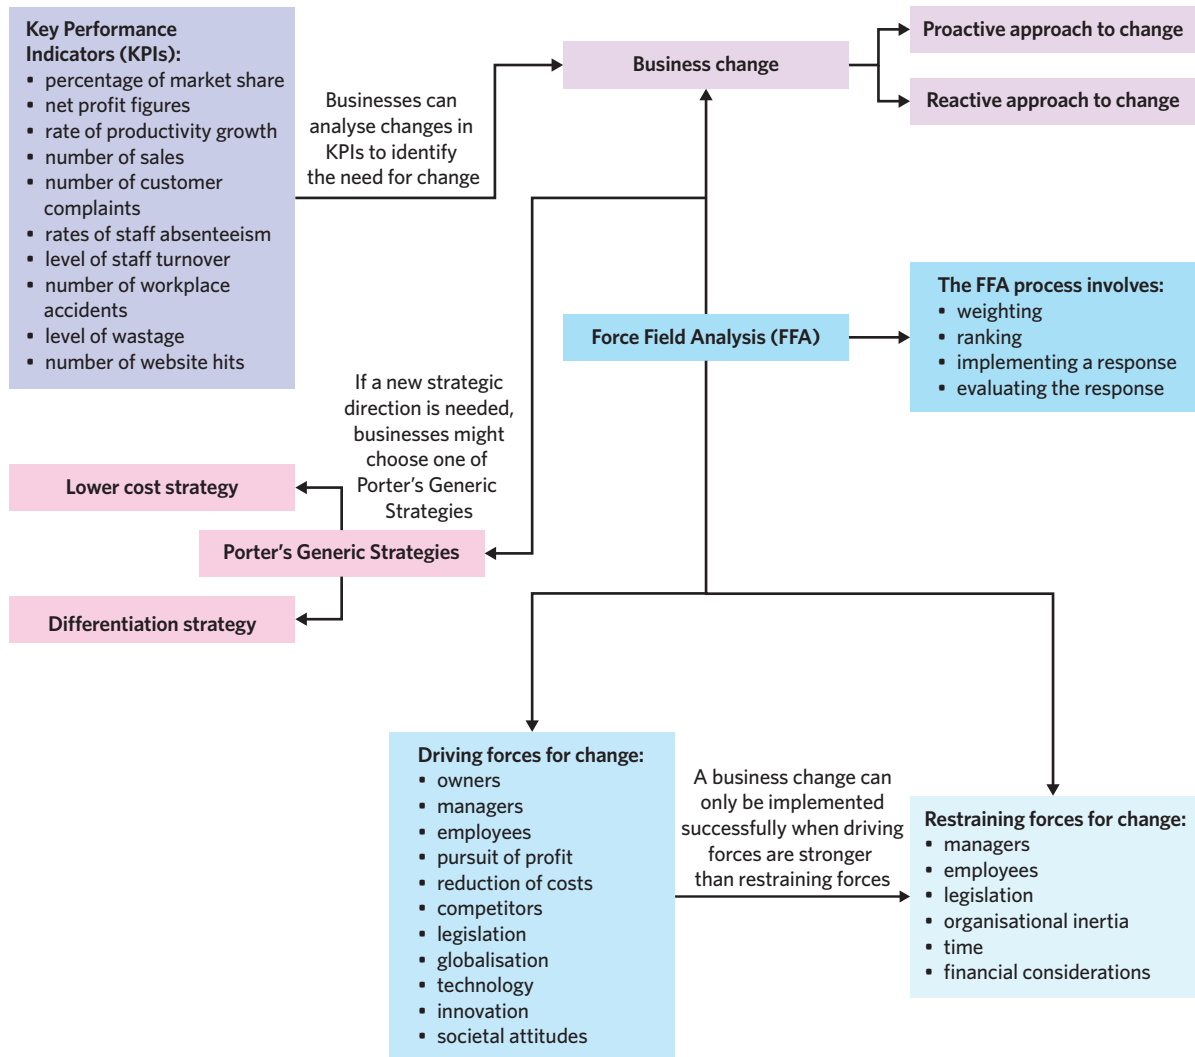 Key Performance
Indicators (KPIs):
• percentage of market share
• net profit figures
• rate of productivity growth
• number of sales
• number of customer
complaints
• rates of staff absenteeism
• level of staff turnover
• number of workplace
accidents
• level of wastage
• number of website hits
Businesses can
analyse changes in
KPIs to identify
the need for change
Business change
Proactive approach to change
Reactive approach to change
Force Field Analysis (FFA)
The FFA process involves:
• weighting
• ranking
• implementing a response
• evaluating the response
If a new strategic
direction is needed,
businesses might
choose one of
Porter's Generic
Strategies
Lower cost strategy
Porter's Generic Strategies
Differentiation strategy
Driving forces for change:
• owners
• managers
• employees
• pursuit of profit
• reduction of costs
• competitors
• legislation
• globalisation
• technology
• innovation
• societal attitudes
A business change can
only be implemented
successfully when driving
forces are stronger
than restraining forces
Restraining forces for change:
• managers
• employees
• legislation
• organisational inertia
• time
• financial considerations